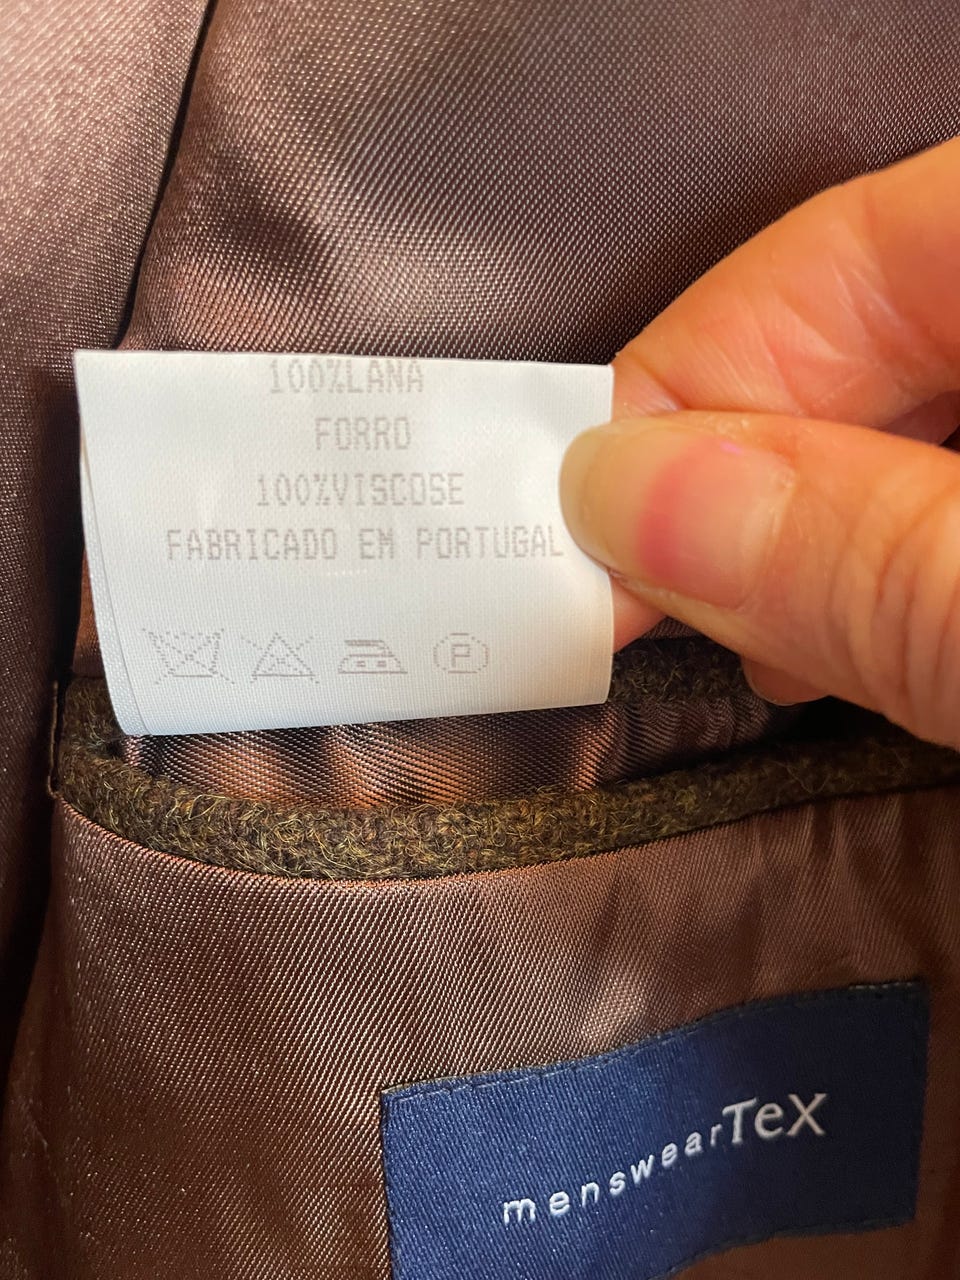 100%LANA
FORRO
100%VISCOSE
FABRICADO EM PORTUGAL
P
menswearTeX